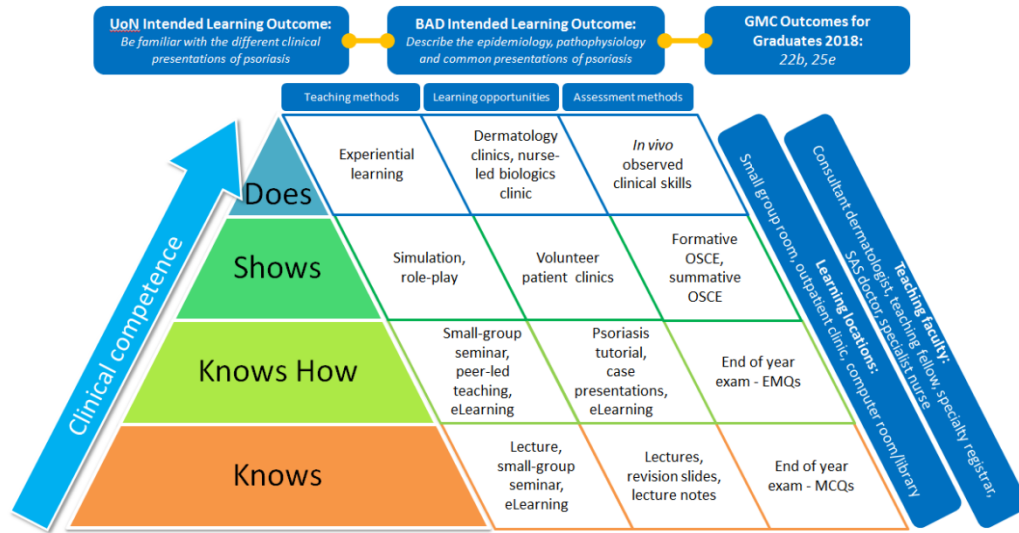 UoN Intended Learning Outcome:
Be familiar with the different clinical
presentations of psoriasis
BAD Intended Learning Outcome:
Describe the epidemiology, pathophysiology
and common presentations of psoriasis
GMC Outcomes for
Graduates 2018:
22b, 25e
Teaching methods
Learning opportunities
Assessment methods
Clinical competence
Does
Experiential
learning
Dermatology
clinics, nurse-
led biologics
clinic
In vivo
observed
clinical skills
Shows
Simulation,
role-play
Volunteer
patient clinics
Formative
OSCE,
summative
OSCE
Knows How
Small-group
seminar,
peer-led
teaching,
eLearning
Psoriasis
tutorial,
case
presentations,
eLearning
End of year
exam - EMQs
Knows
Lecture,
small-group
seminar,
eLearning
Lectures,
revision slides,
lecture notes
End of year
exam - MCQs
Learning locations:
Small group room, outpatient clinic, computer room/library
Teaching faculty:
Consultant dermatologist, teaching fellow, specialty registrar,
SAS doctor, specialist nurse